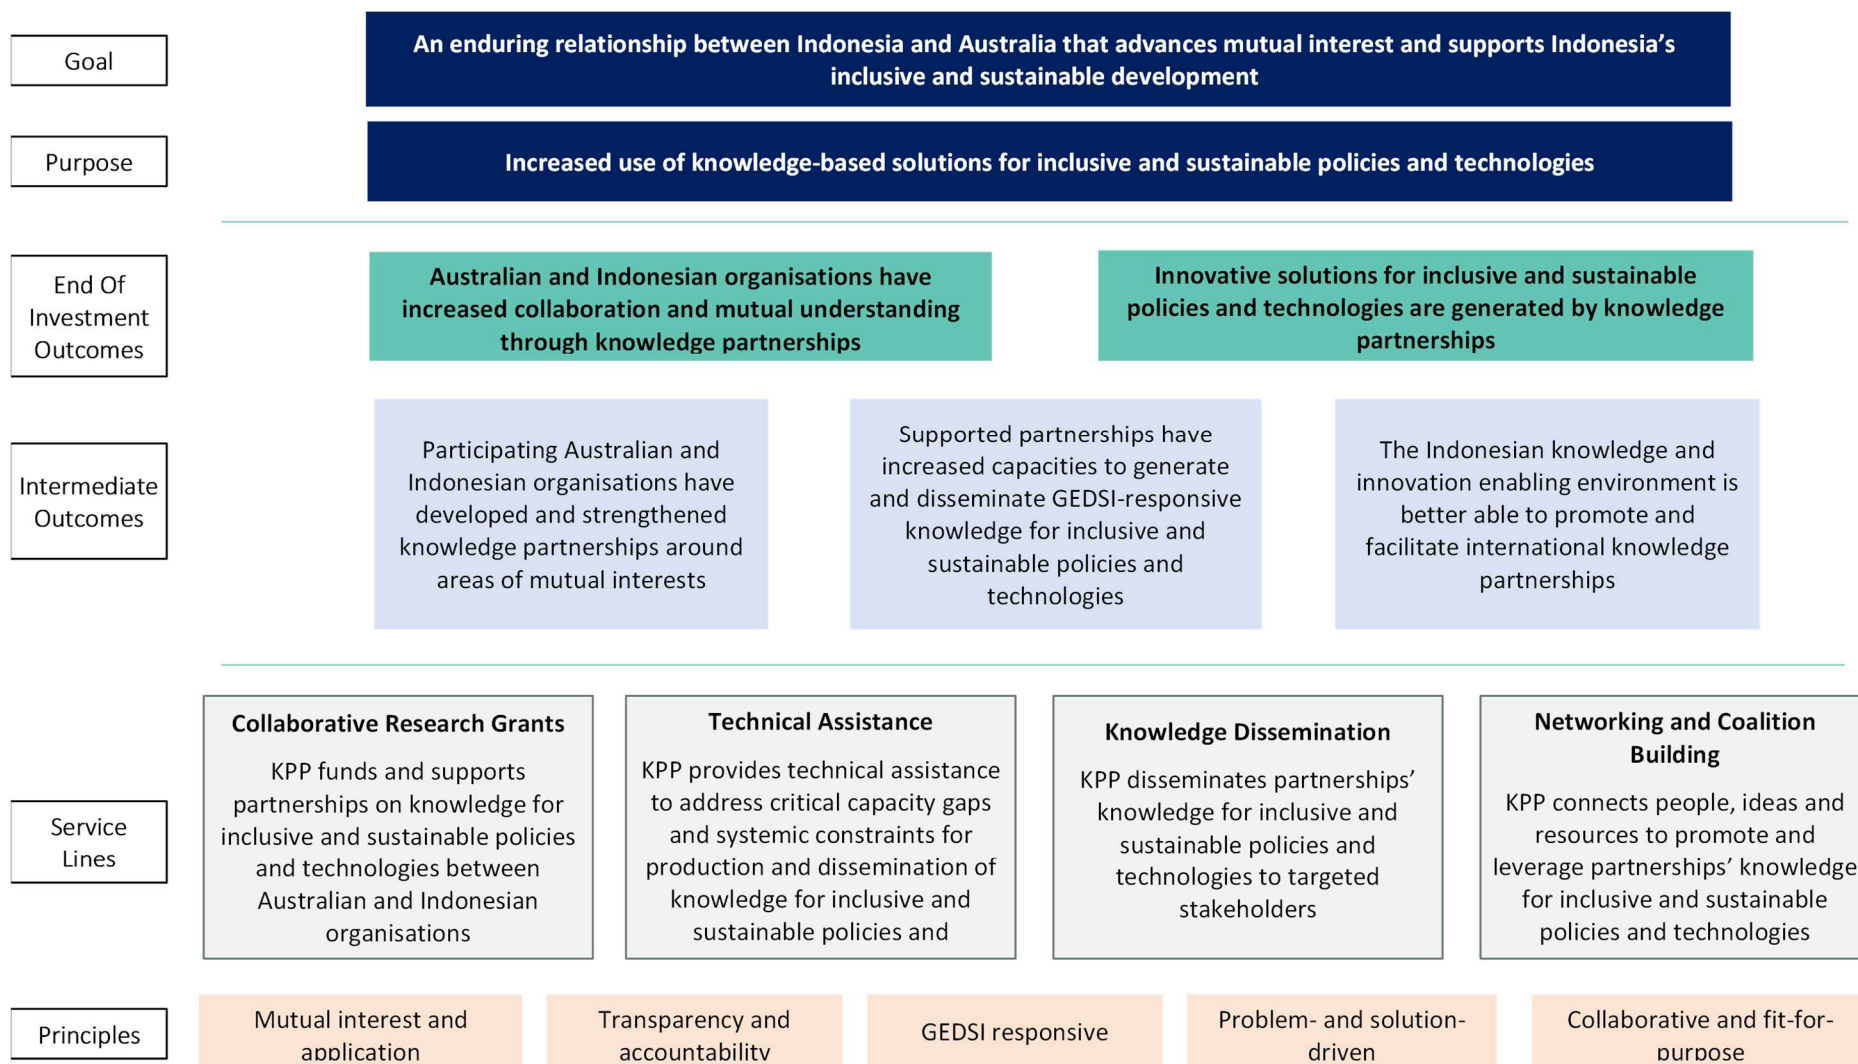 Goal
An enduring relationship between Indonesia and Australia that advances mutual interest and supports Indonesia’s
inclusive and sustainable development
Purpose
Increased use of knowledge-based solutions for inclusive and sustainable policies and technologies
End Of
Investment
Outcomes
Australian and Indonesian organisations have
increased collaboration and mutual understanding
through knowledge partnerships
Innovative solutions for inclusive and sustainable
policies and technologies are generated by knowledge
partnerships
Intermediate
Outcomes
Participating Australian and
Indonesian organisations have
developed and strengthened
knowledge partnerships around
areas of mutual interests
Supported partnerships have
increased capacities to generate
and disseminate GEDSI-responsive
knowledge for inclusive and
sustainable policies and
technologies
The Indonesian knowledge and
innovation enabling environment is
better able to promote and
facilitate international knowledge
partnerships
Service
Lines
Collaborative Research Grants
KPP funds and supports
partnerships on knowledge for
inclusive and sustainable policies
and technologies between
Australian and Indonesian
organisations
Technical Assistance
KPP provides technical assistance
to address critical capacity gaps
and systemic constraints for
production and dissemination of
knowledge for inclusive and
sustainable policies and
Knowledge Dissemination
KPP disseminates partnerships’
knowledge for inclusive and
sustainable policies and
technologies to targeted
stakeholders
Networking and Coalition
Building
KPP connects people, ideas and
resources to promote and
leverage partnerships’ knowledge
for inclusive and sustainable
policies and technologies
Principles
Mutual interest and
application
Transparency and
accountability
GEDSI responsive
Problem- and solution-
driven
Collaborative and fit-for-
purpose